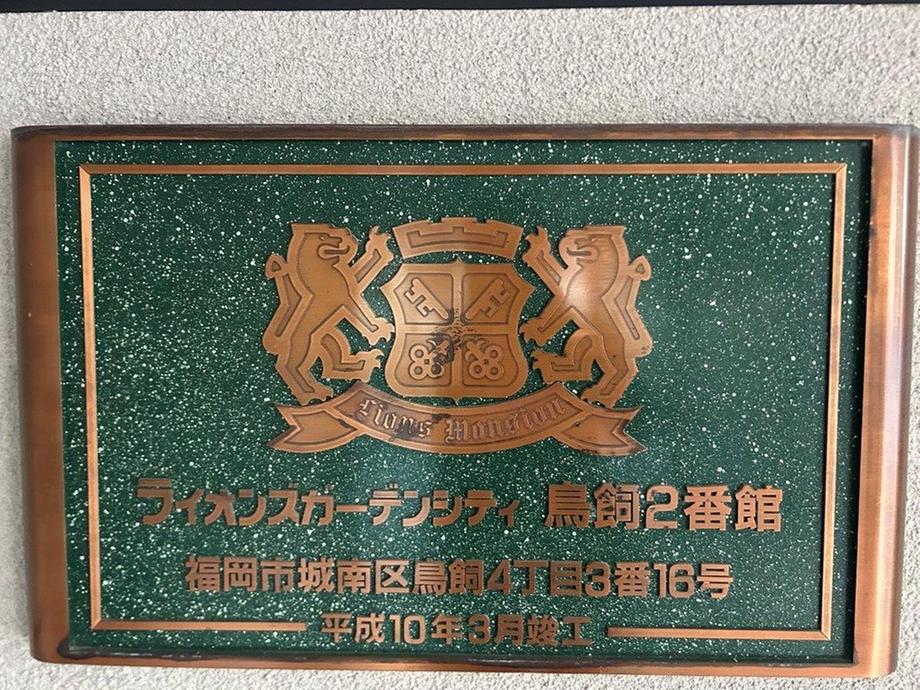 Lions Mansion
ライオンズガーデンシティ 鳥飼2番館
福岡市城南区鳥飼4丁目3番16号
平成10年3月竣工